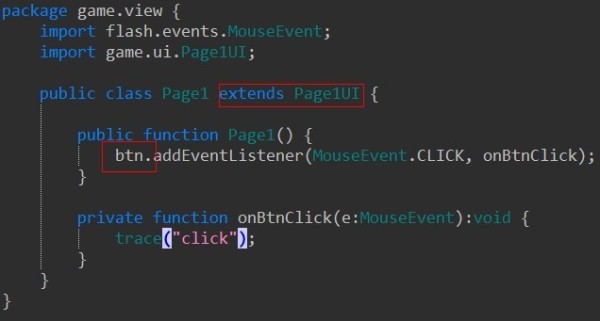 package game.view {
import flash.events.MouseEvent;
import game.ui.Page1UI;
public class Page1 extends Page1UI {
public function Page1() {
btn.addEventListener(MouseEvent.CLICK, onBtnClick);
}
private function onBtnClick(e:MouseEvent):void {
trace("click");
}
}
}